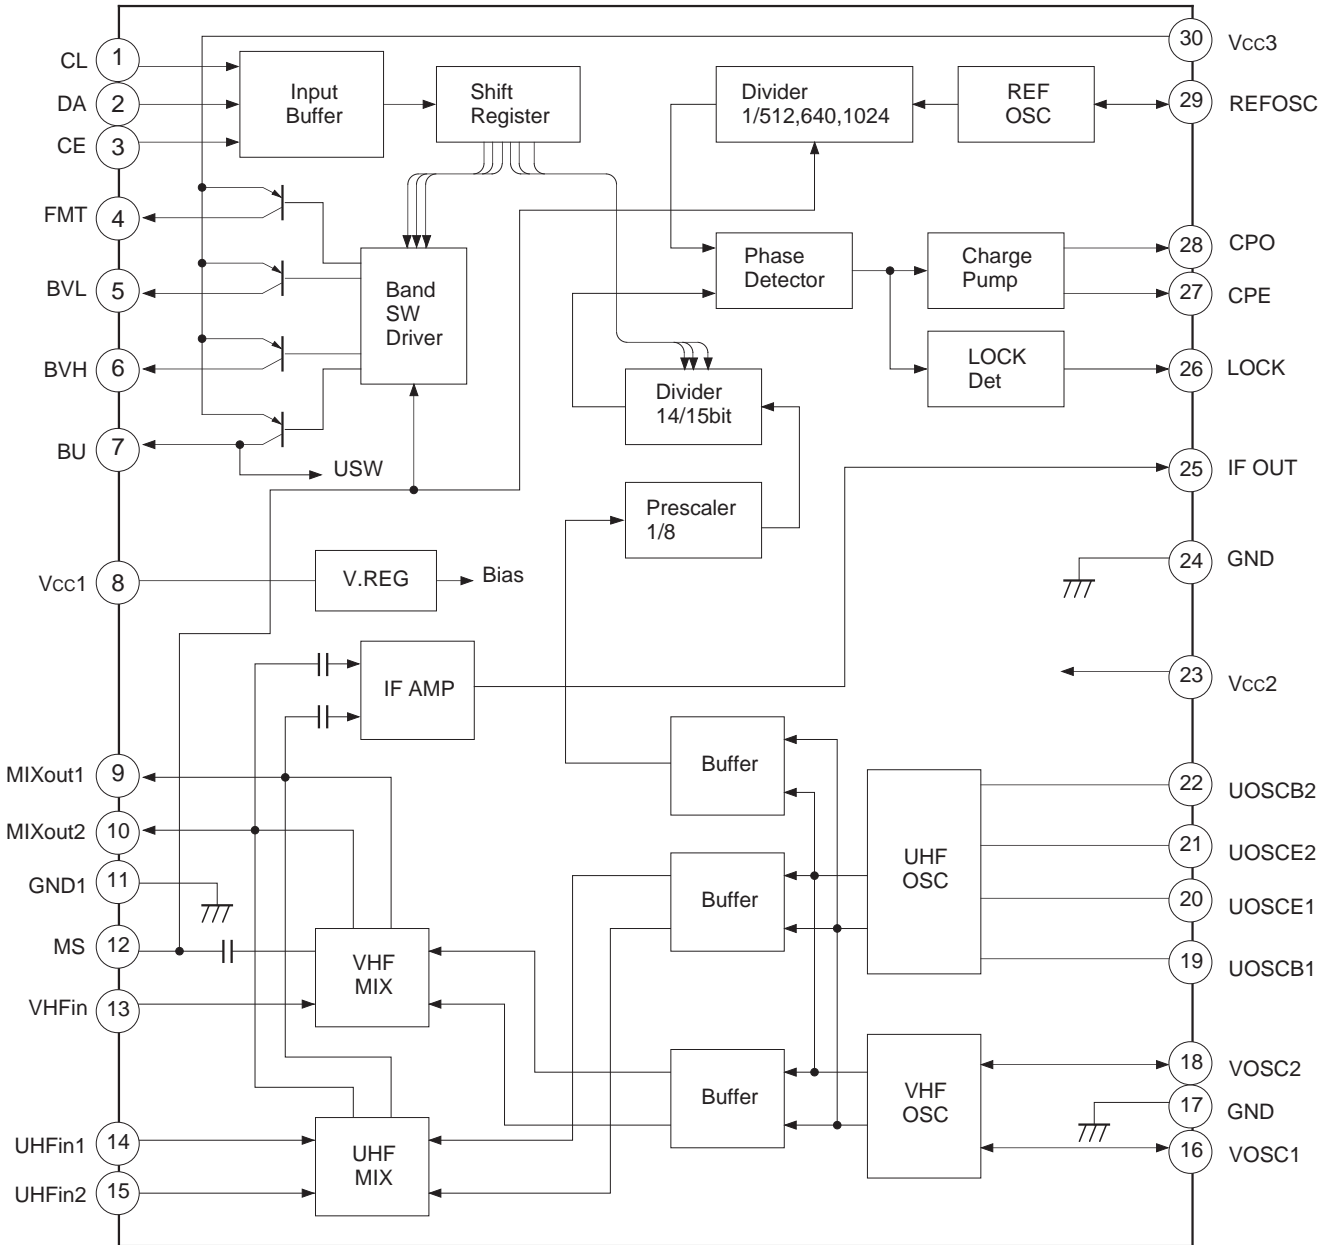 CL
1
DA
2
CE
3
FMT
4
BVL
5
BVH
6
BU
7
Vcc1
8
MIXout1
9
MIXout2
10
GND1
11
MS
12
VHFin
13
UHFin1
14
UHFin2
15
Input
Buffer
Shift
Register
Divider
1/512,640,1024
REF
OSC
Band
SW
Driver
Phase
Detector
Charge
Pump
LOCK
Det
Divider
14/15bit
USW
Prescaler
1/8
V.REG
Bias
IF AMP
Buffer
Buffer
UHF
OSC
VHF
MIX
Buffer
VHF
OSC
UHF
MIX
30
Vcc3
29
REFOSC
28
CPO
27
CPE
26
LOCK
25
IF OUT
24
GND
23
Vcc2
22
UOSCB2
21
UOSCE2
20
UOSCE1
19
UOSCB1
18
VOSC2
17
GND
16
VOSC1